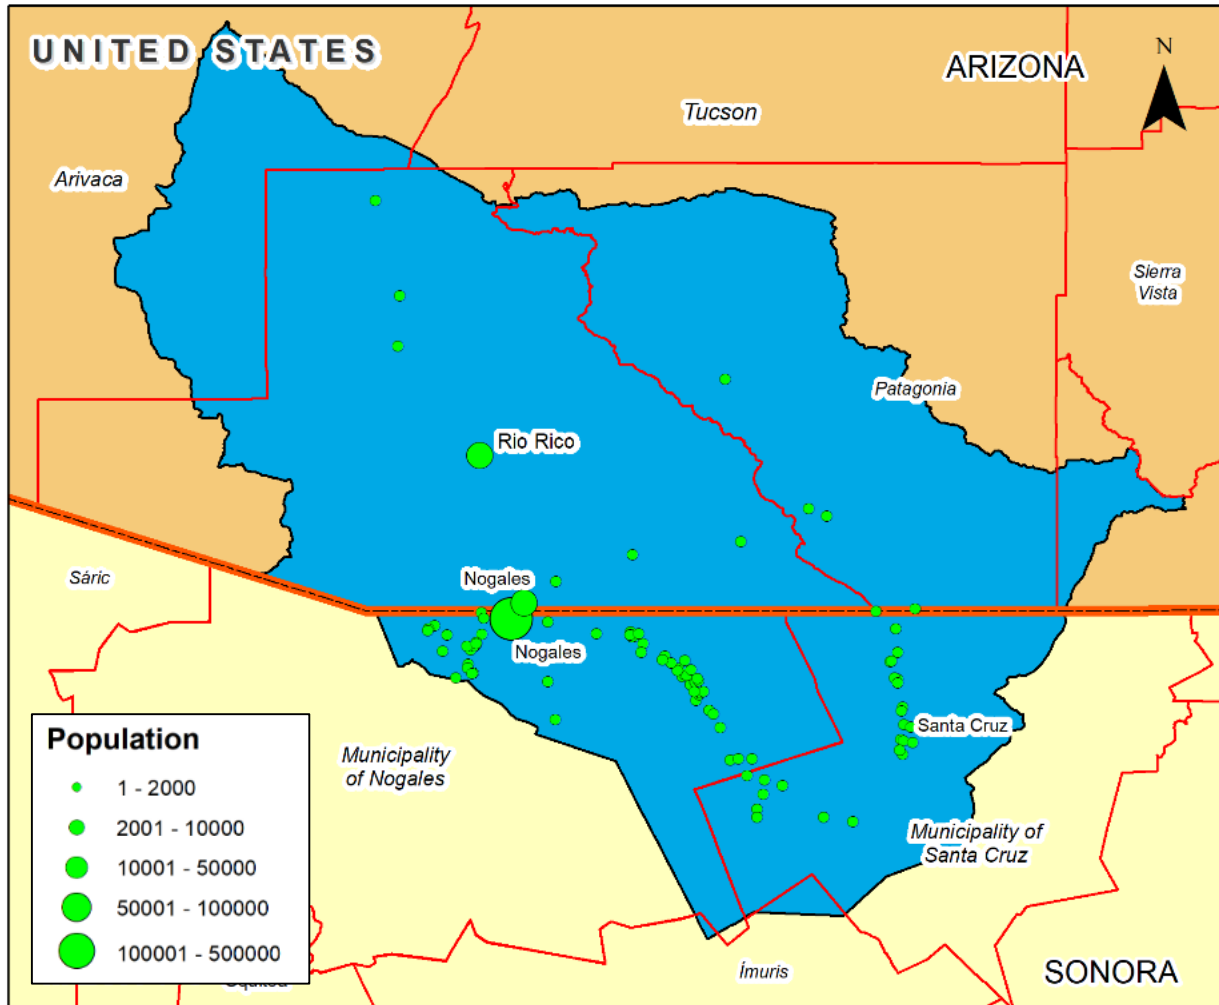 UNITED STATES
ARIZONA
N
Tucson
Arivaca
Sierra
Vista
Patagonia
Rio Rico
Nogales
Sáric
Nogales
Santa Cruz
Municipality
of Nogales
Municipality of
Santa Cruz
Population
1 - 2000
2001 - 10000
10001 - 50000
50001 - 100000
100001 - 500000
Ímuris
SONORA